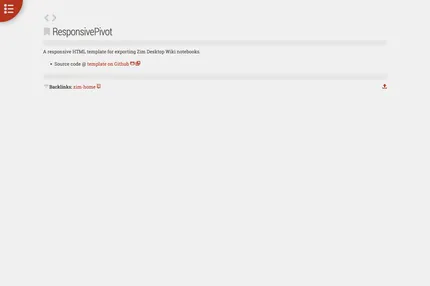 ResponsivePivot
A responsive HTML template for exporting Zim Desktop Wiki notebooks.
• Source code @ template on Github
Backlinks: zim-home